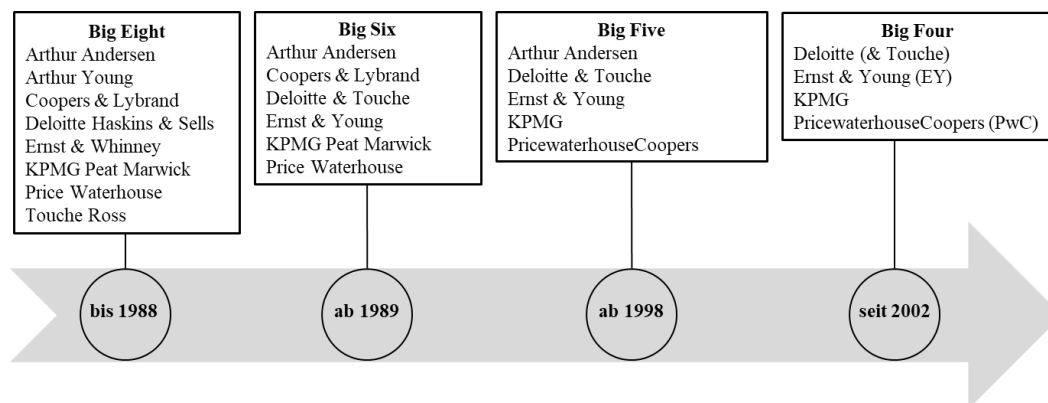 Big Eight
Arthur Andersen
Arthur Young
Coopers & Lybrand
Deloitte Haskins & Sells
Ernst & Whinney
KPMG Peat Marwick
Price Waterhouse
Touche Ross
Big Six
Arthur Andersen
Coopers & Lybrand
Deloitte & Touche
Ernst & Young
KPMG Peat Marwick
Price Waterhouse
Big Five
Arthur Andersen
Deloitte & Touche
Ernst & Young
KPMG
PricewaterhouseCoopers
Big Four
Deloitte (& Touche)
Ernst & Young (EY)
KPMG
PricewaterhouseCoopers (PwC)
bis 1988
ab 1989
ab 1998
seit 2002